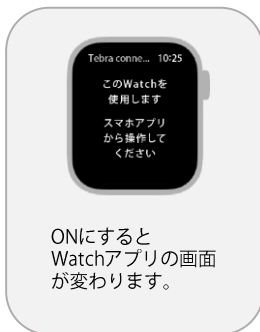 Tebra conne... 10:25
このWatchを
使用します
スマホアプリ
から操作して
ください
ONにすると
Watchアプリの画面
が変わります。